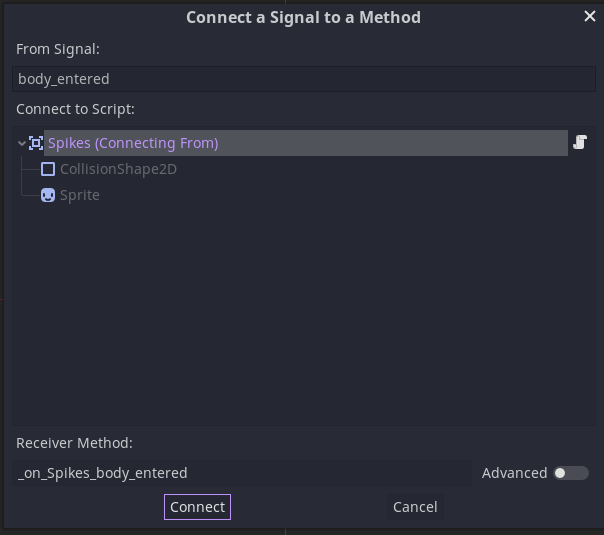 Connect a Signal to a Method
From Signal:
body_entered
Connect to Script:
Spikes (Connecting From)
CollisionShape2D
Sprite
Receiver Method:
_on_Spikes_body_entered Advanced
Connect Cancel